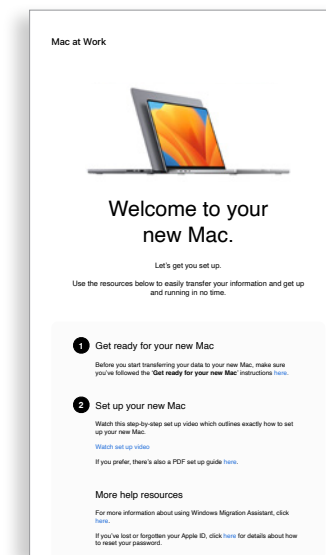 Mac at Work
Welcome to your
new Mac.
Let's get you set up.
Use the resources below to easily transfer your information and get up
and running in no time.
1 Get ready for your new Mac
Before you start transferring your data to your new Mac, make sure
you've followed the 'Get ready for your new Mac' instructions here.
2 Set up your new Mac
Watch this step-by-step set up video which outlines exactly how to set
up your new Mac.
Watch set up video
If you prefer, there's also a PDF set up guide here.
More help resources
For more information about using Windows Migration Assistant, click
here.
If you've lost or forgotten your Apple ID, click here for details about how
to reset your password.